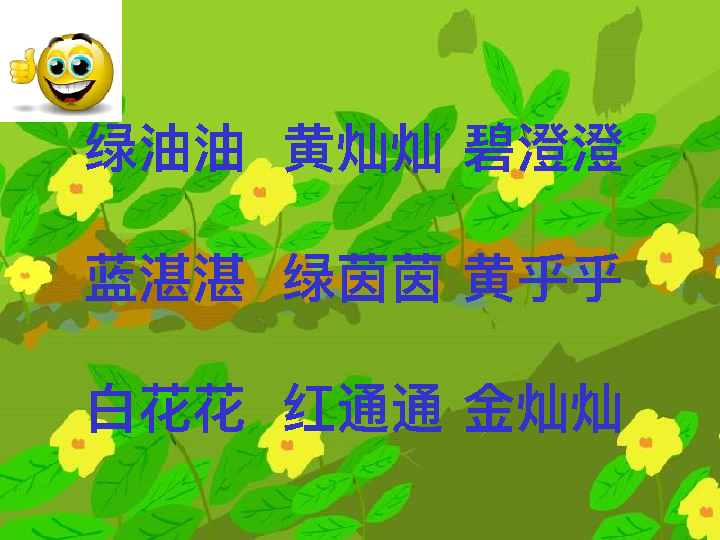 绿油油 黄灿灿 碧澄澄
蓝湛湛 绿茵茵 黄乎乎
白花花 红通通 金灿灿